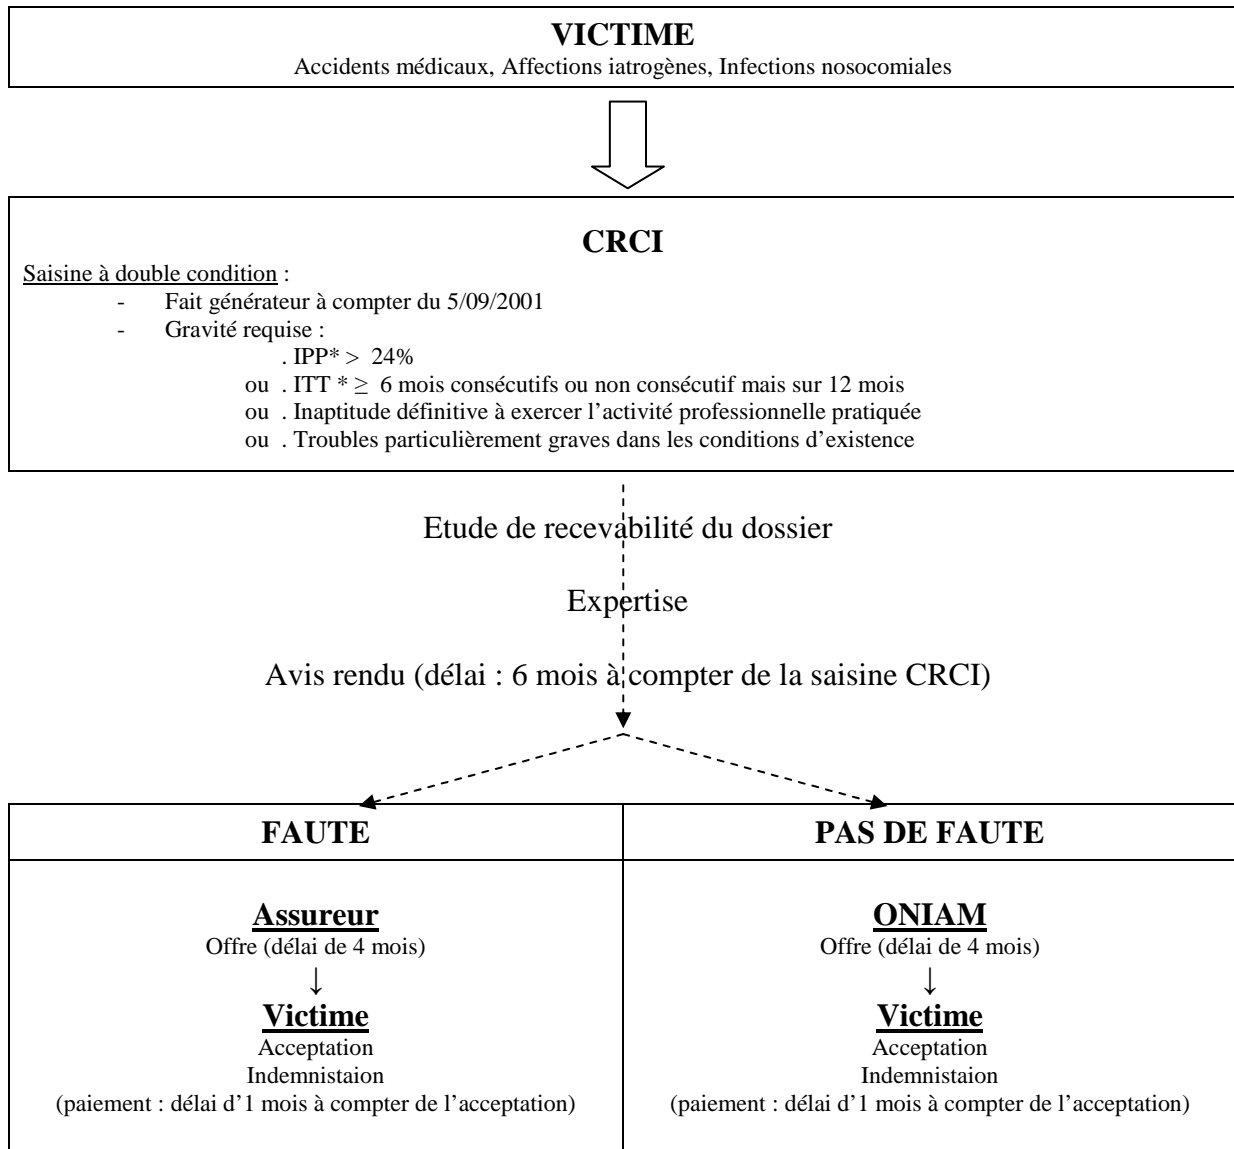 VICTIME
Accidents médicaux, Affections iatrogènes, Infections nosocomiales
CRCI
Saisine à double condition :
- Fait générateur à compter du 5/09/2001
- Gravité requise :
. IPP* > 24%
ou . ITT * ≥ 6 mois consécutifs ou non consécutif mais sur 12 mois
ou . Inaptitude définitive à exercer l’activité professionnelle pratiquée
ou . Troubles particulièrement graves dans les conditions d’existence
Etude de recevabilité du dossier
Expertise
Avis rendu (délai : 6 mois à compter de la saisine CRCI)
FAUTE
Assureur
Offre (délai de 4 mois)
↓
Victime
Acceptation
Indemnistaion
(paiement : délai d’1 mois à compter de l’acceptation)
PAS DE FAUTE
ONIAM
Offre (délai de 4 mois)
↓
Victime
Acceptation
Indemnistaion
(paiement : délai d’1 mois à compter de l’acceptation)